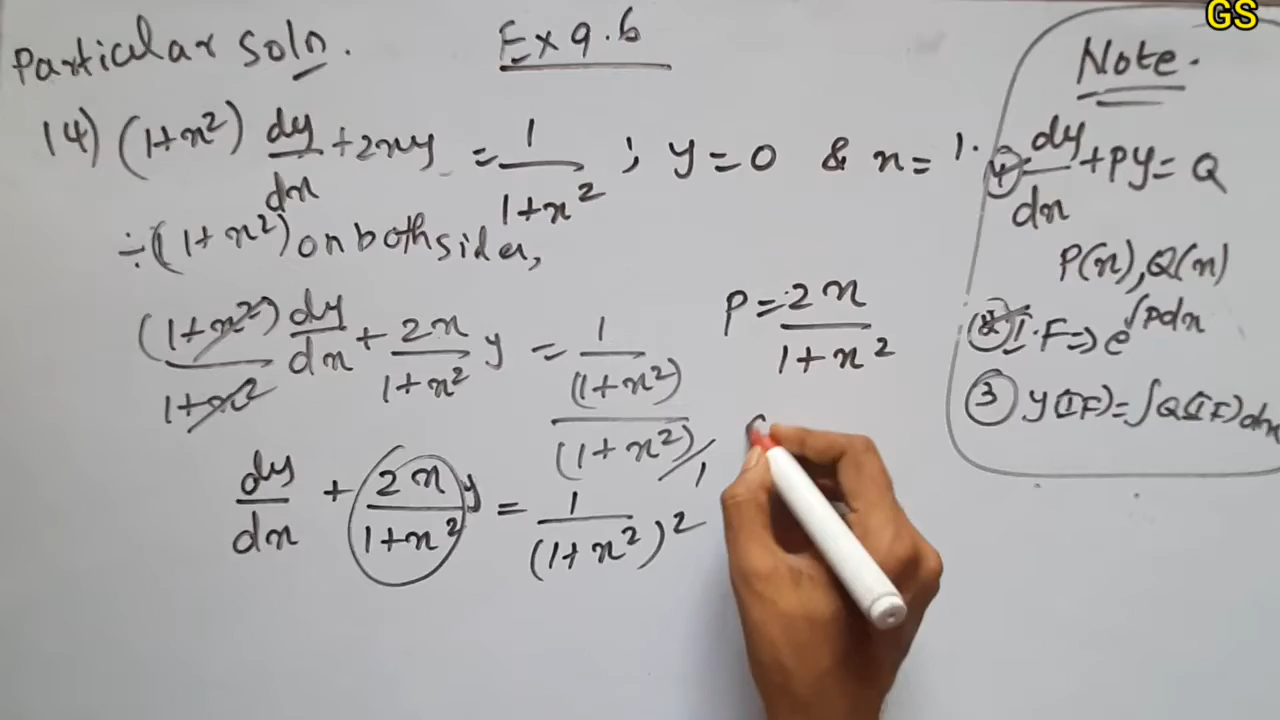 GS
Particular Soln.
Ex 9.6
14) (1+x²) dy/dx + 2xy = 1/(1+x²) ; y = 0 & x = 1.
÷ (1+x²) on both sides,
(1+x²)/(1+x²) dy/dx + 2x/(1+x²) y = 1/(1+x²)/(1+x²)/1
dy/dx + 2x/(1+x²) y = 1/(1+x²)²
P = 2x/(1+x²)
Note.
① dy/dx + Py = Q
P(x), Q(x)
② I.F ⇒ e^∫Pdx
③ y(IF) = ∫Q(IF)dx